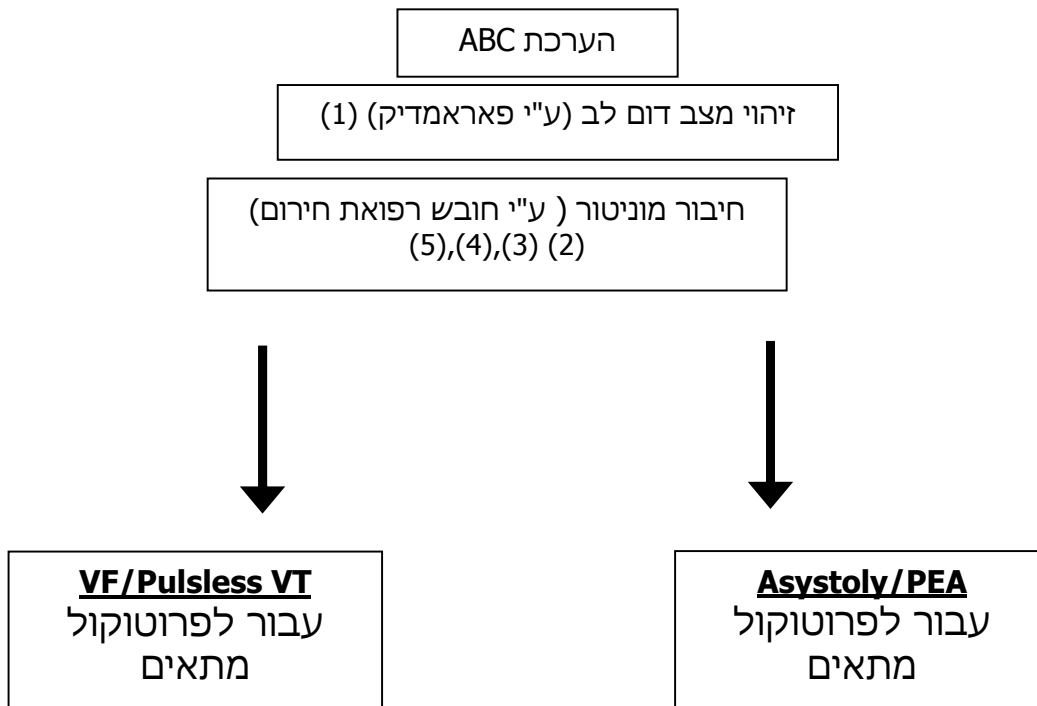 הערכת ABC
זיהוי מצב דום לב (ע"י פאראמדיק) (1)
חיבור מוניטור ( ע"י חובש רפואת חירום)
(2) (3),(4),(5)
VF/Pulsless VT
עבור לפרוטוקול
מתאים
Asystoly/PEA
עבור לפרוטוקול
מתאים